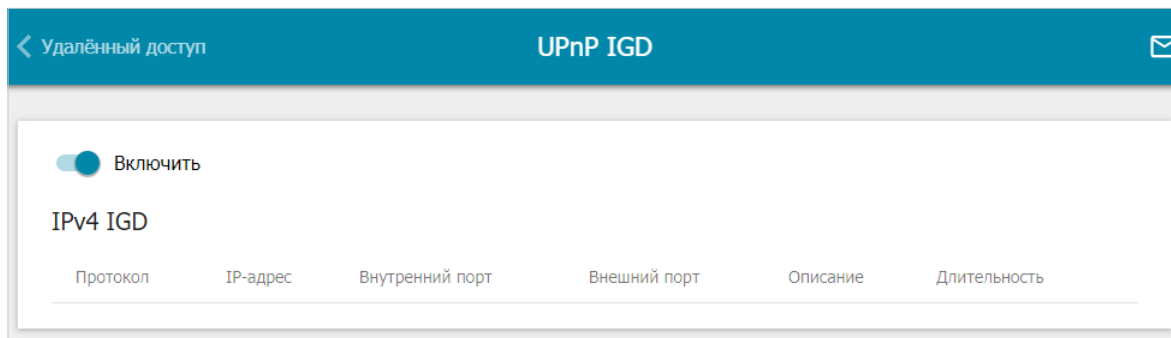 Удалённый доступ UPnP IGD
Включить
IPv4 IGD
Протокол IP-адрес Внутренний порт Внешний порт Описание Длительность